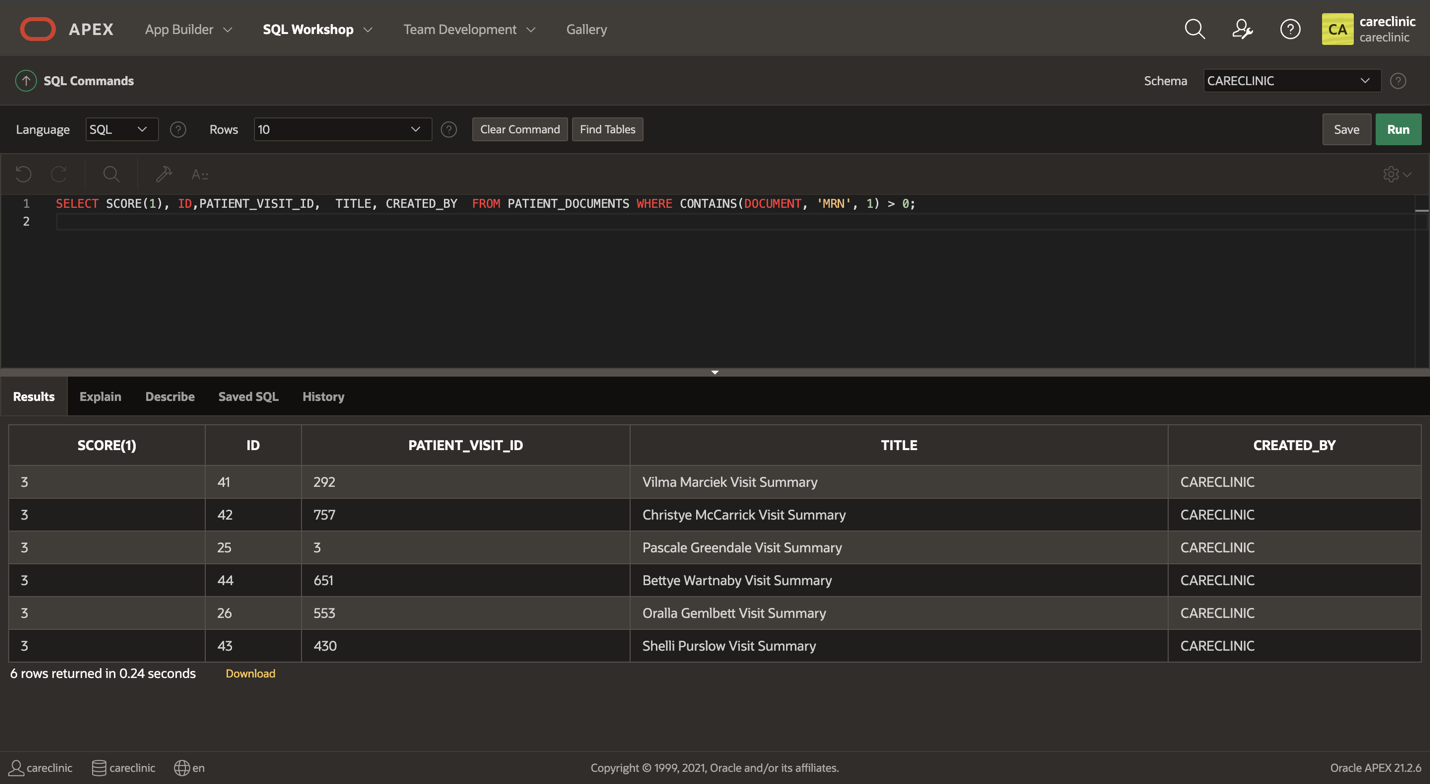 APEX App Builder SQL Workshop Team Development Gallery CA careclinic
careclinic
SQL Commands Schema CARECLINIC
Language SQL Rows 10 Clear Command Find Tables Save Run
1 SELECT SCORE(1), ID,PATIENT_VISIT_ID, TITLE, CREATED_BY FROM PATIENT_DOCUMENTS WHERE CONTAINS(DOCUMENT, 'MRN', 1) > 0;
2
Results Explain Describe Saved SQL History
SCORE(1) ID PATIENT_VISIT_ID TITLE CREATED_BY
3 41 292 Vilma Marciek Visit Summary CARECLINIC
3 42 757 Christye McCarrick Visit Summary CARECLINIC
3 25 3 Pascale Greendale Visit Summary CARECLINIC
3 44 651 Bettye Wartnaby Visit Summary CARECLINIC
3 26 553 Oralla Gemlbett Visit Summary CARECLINIC
3 43 430 Shelli Purslow Visit Summary CARECLINIC
6 rows returned in 0.24 seconds Download
careclinic careclinic en Copyright © 1999, 2021, Oracle and/or its affiliates. Oracle APEX 21.2.6